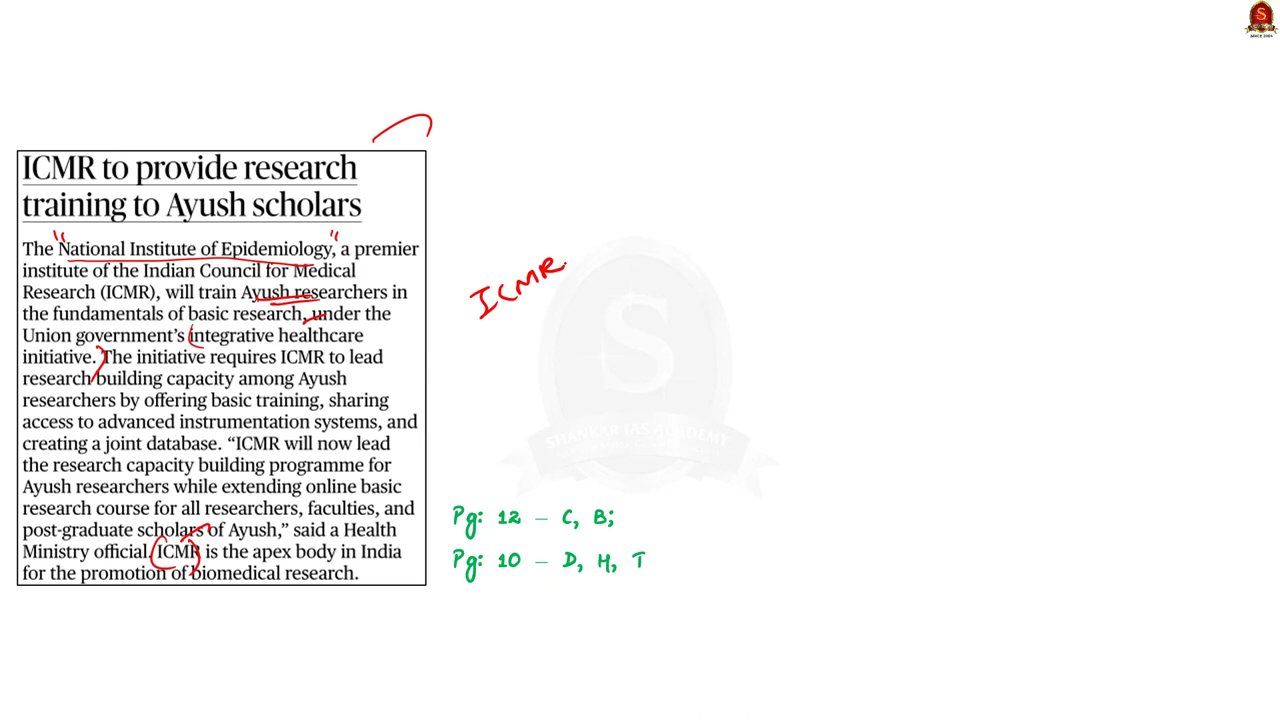 ICMR to provide research
training to Ayush scholars
The "National Institute of Epidemiology," a premier
institute of the Indian Council for Medical
Research (ICMR), will train Ayush researchers in
the fundamentals of basic research, under the
Union government's integrative healthcare
initiative. The initiative requires ICMR to lead
research building capacity among Ayush
researchers by offering basic training, sharing
access to advanced instrumentation systems, and
creating a joint database. “ICMR will now lead
the research capacity building programme for
Ayush researchers while extending online basic
research course for all researchers, faculties, and
post-graduate scholars of Ayush,” said a Health
Ministry official. ICMR is the apex body in India
for the promotion of biomedical research.
ICMR.
SHANKAR IAS ACADEMY
Pg: 12 – C, B;
Pg: 10 – D, H, T
S
SINCE 2004